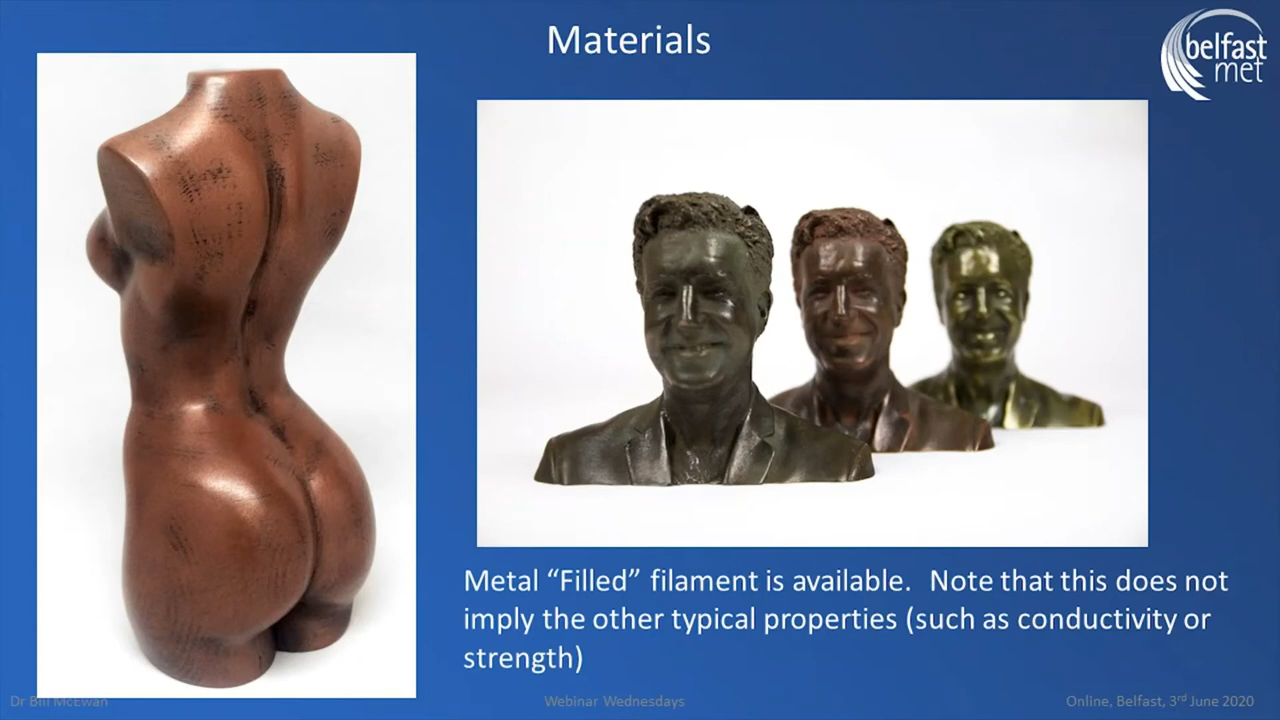 Materials
belfast
met
Metal “Filled” filament is available. Note that this does not
imply the other typical properties (such as conductivity or
strength)
Dr Bill McEwan
Webinar Wednesdays
Online, Belfast, 3rd June 2020